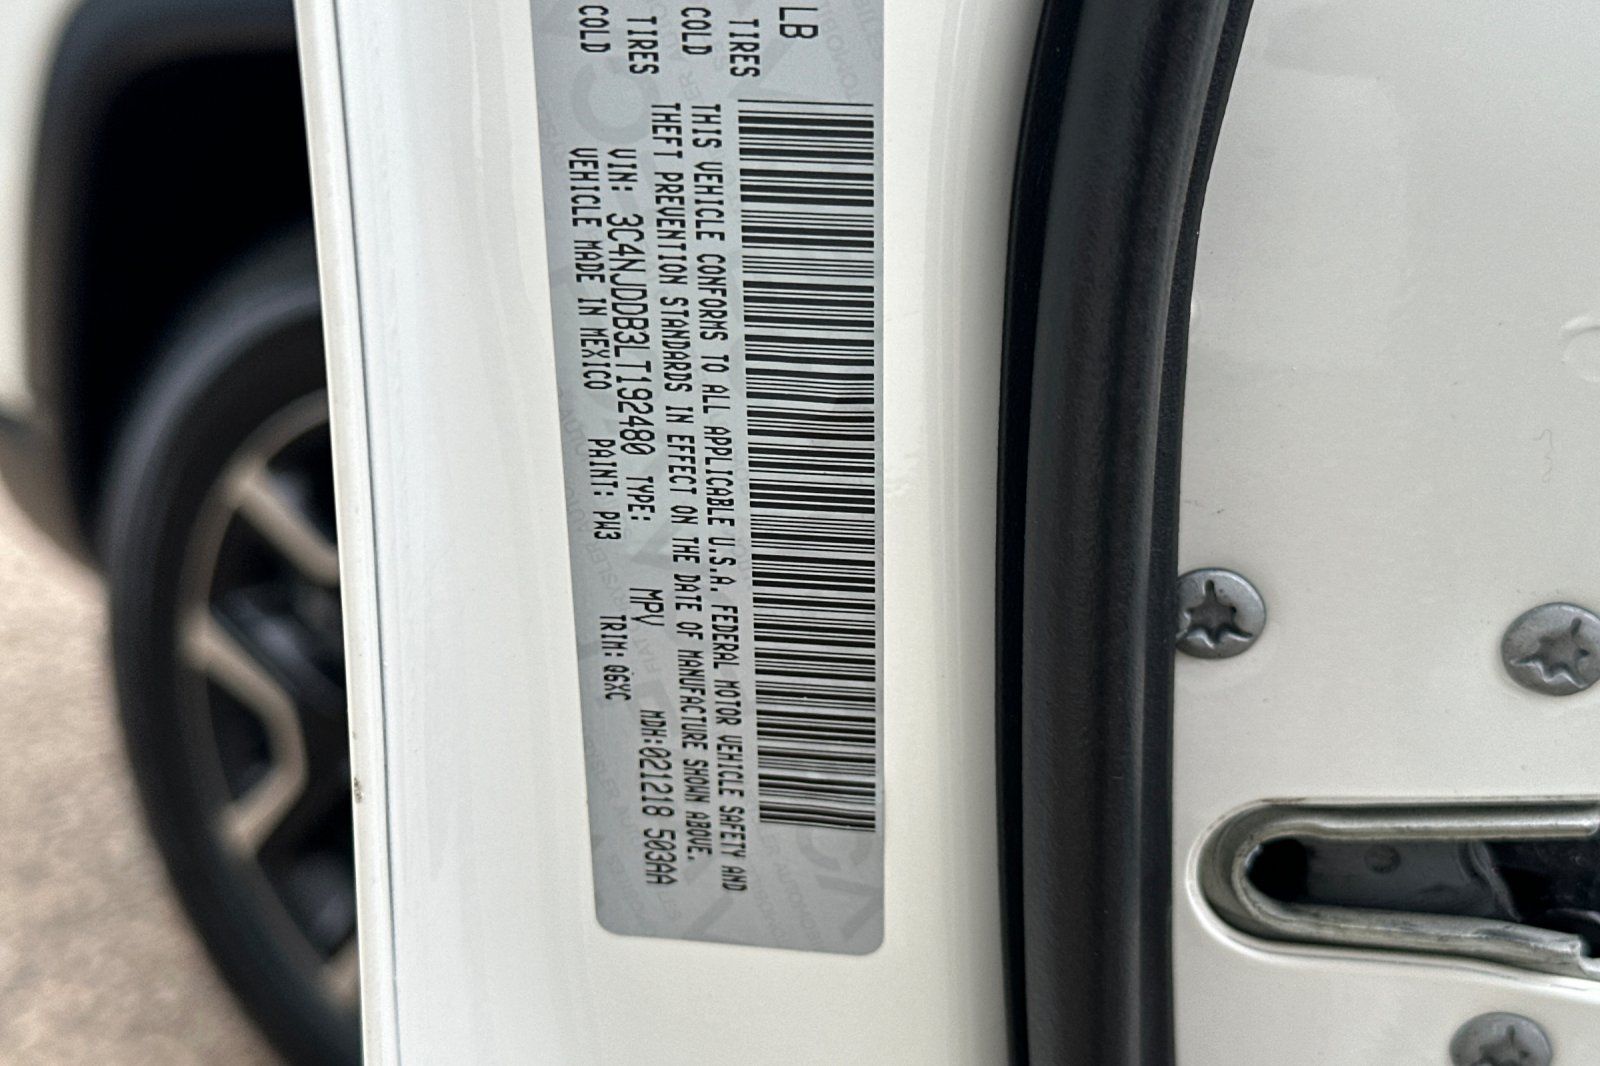 LB
TIRES
COLD
TIRES
COLD
THIS VEHICLE CONFORMS TO ALL APPLICABLE U.S.A. FEDERAL MOTOR VEHICLE SAFETY AND
THEFT PREVENTION STANDARDS IN EFFECT ON THE DATE OF MANUFACTURE SHOWN ABOVE.
VIN: 3C4NJDDB3LT192480 TYPE: MPV MDH:021218 503AA
VEHICLE MADE IN MEXICO PAINT: PW3 TRIM: Q6XC